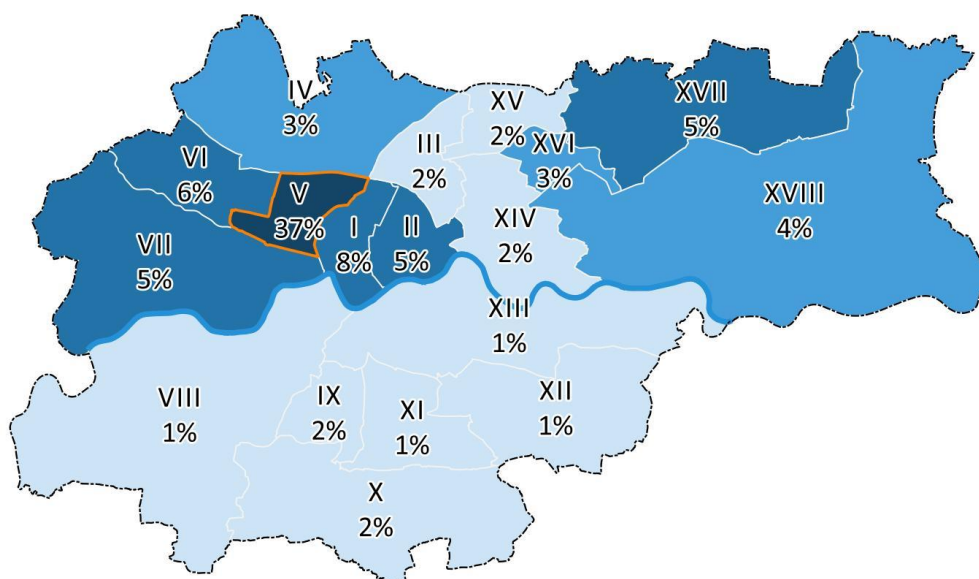 IV
3%
XV
2%
XVII
5%
III
2%
XVI
3%
VI
6%
XVIII
4%
V
37%
I
8%
II
5%
XIV
2%
VII
5%
XIII
1%
VIII
1%
IX
2%
XI
1%
XII
1%
X
2%